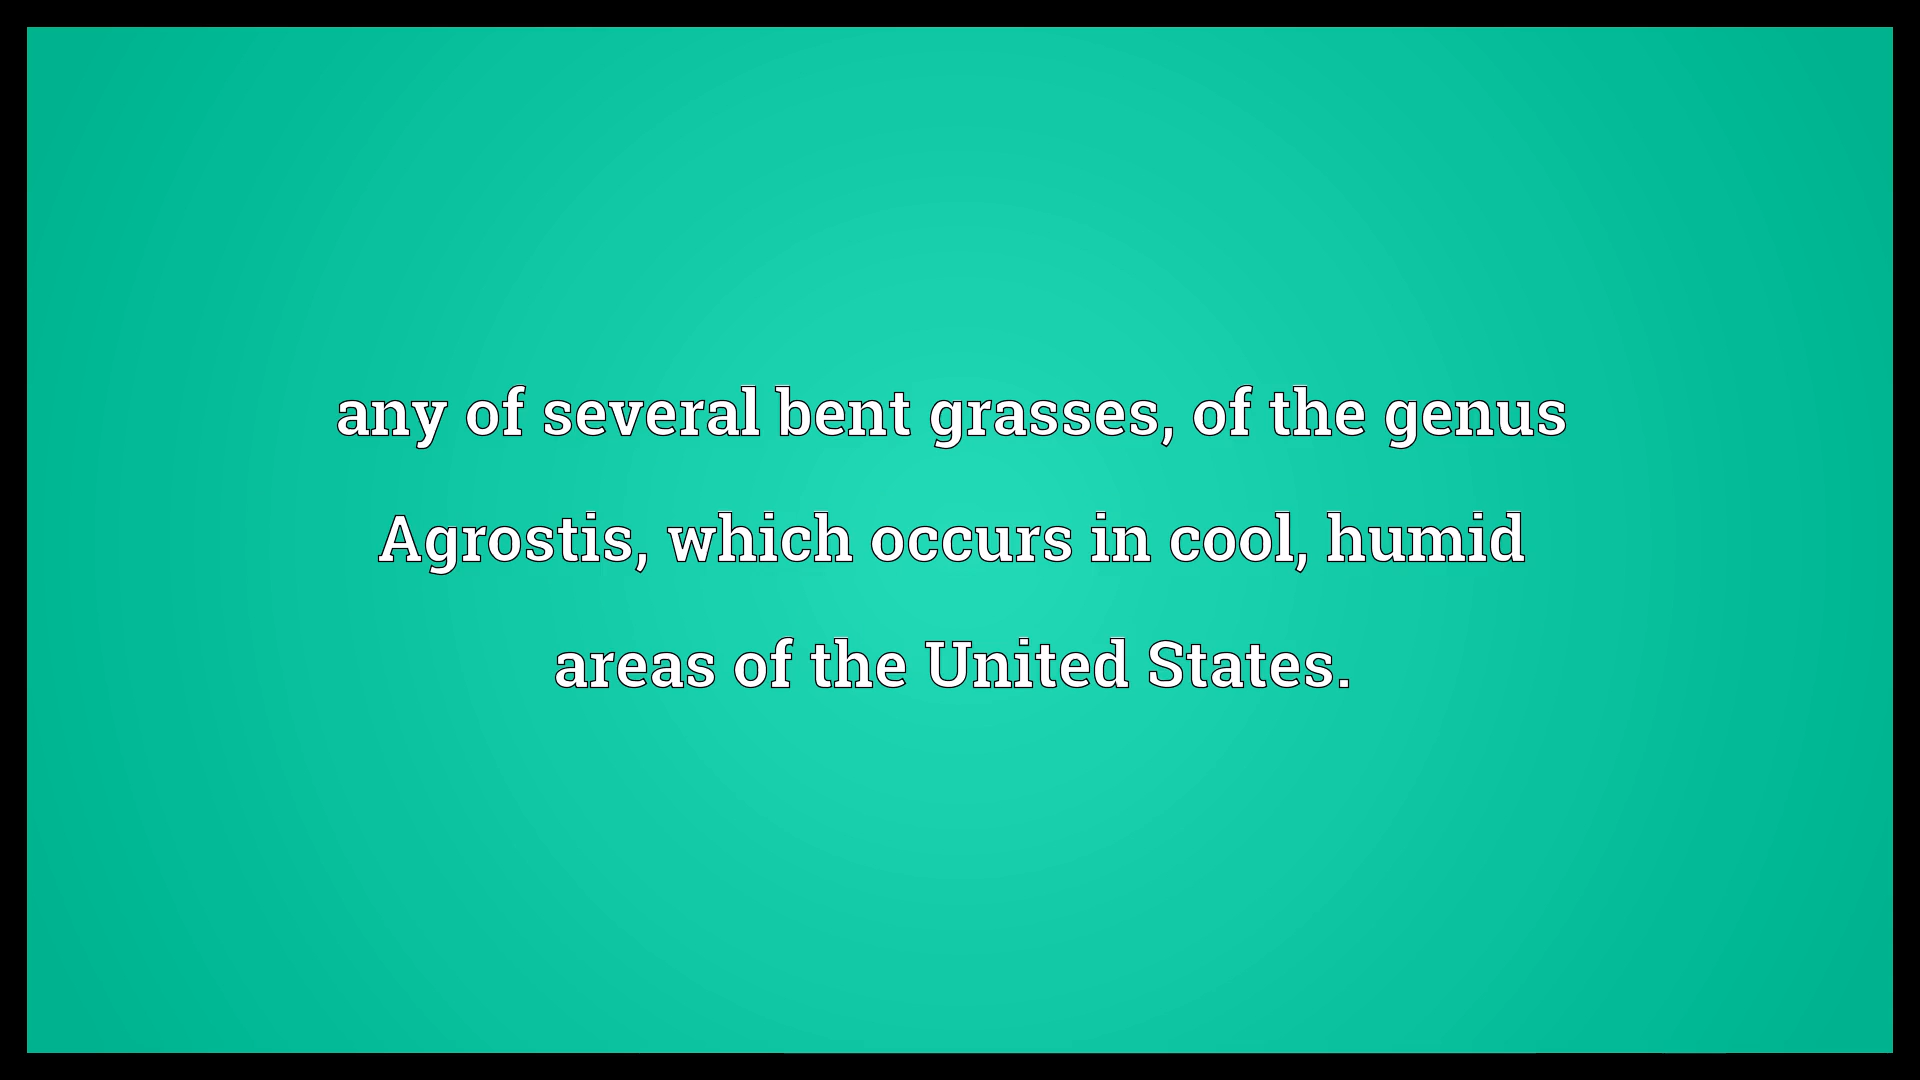 any of several bent grasses, of the genus
Agrostis, which occurs in cool, humid
areas of the United States.